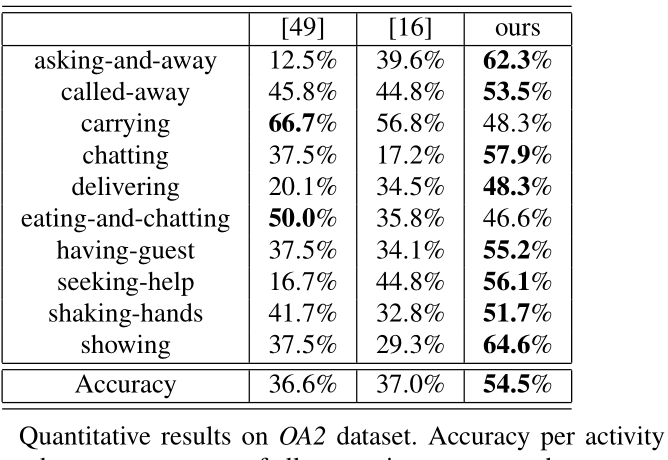 [49] [16] ours
asking-and-away 12.5% 39.6% 62.3%
called-away 45.8% 44.8% 53.5%
carrying 66.7% 56.8% 48.3%
chatting 37.5% 17.2% 57.9%
delivering 20.1% 34.5% 48.3%
eating-and-chatting 50.0% 35.8% 46.6%
having-guest 37.5% 34.1% 55.2%
seeking-help 16.7% 44.8% 56.1%
shaking-hands 41.7% 32.8% 51.7%
showing 37.5% 29.3% 64.6%
Accuracy 36.6% 37.0% 54.5%
Quantitative results on OA2 dataset. Accuracy per activity